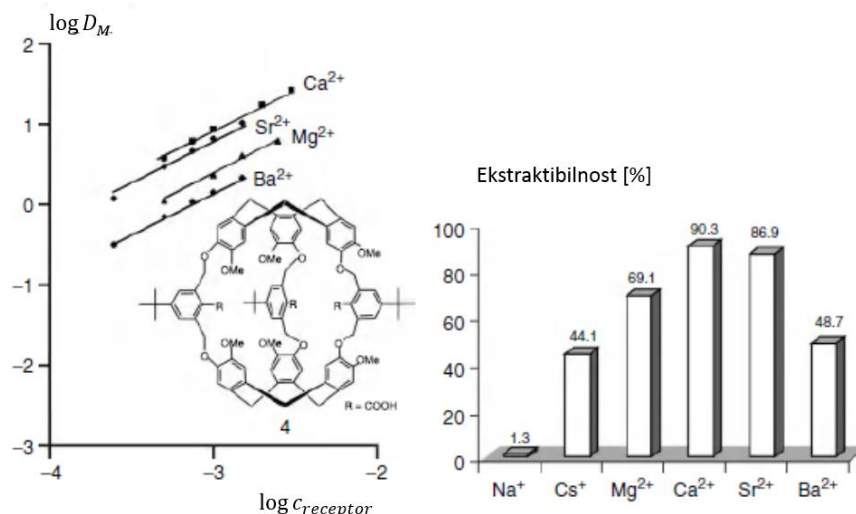 log D_M-
2
1
0
−1
−2
−3
−4
−3
−2
log c_receptor
Ca²⁺
Sr²⁺
Mg²⁺
Ba²⁺
O
O
O
OMe
OMe
OMe
R
R
R
OMe
OMe
OMe
O
O
O
R = COOH
4
Ekstraktibilnost [%]
100
80
60
40
20
0
1.3
44.1
69.1
90.3
86.9
48.7
Na⁺
Cs⁺
Mg²⁺
Ca²⁺
Sr²⁺
Ba²⁺